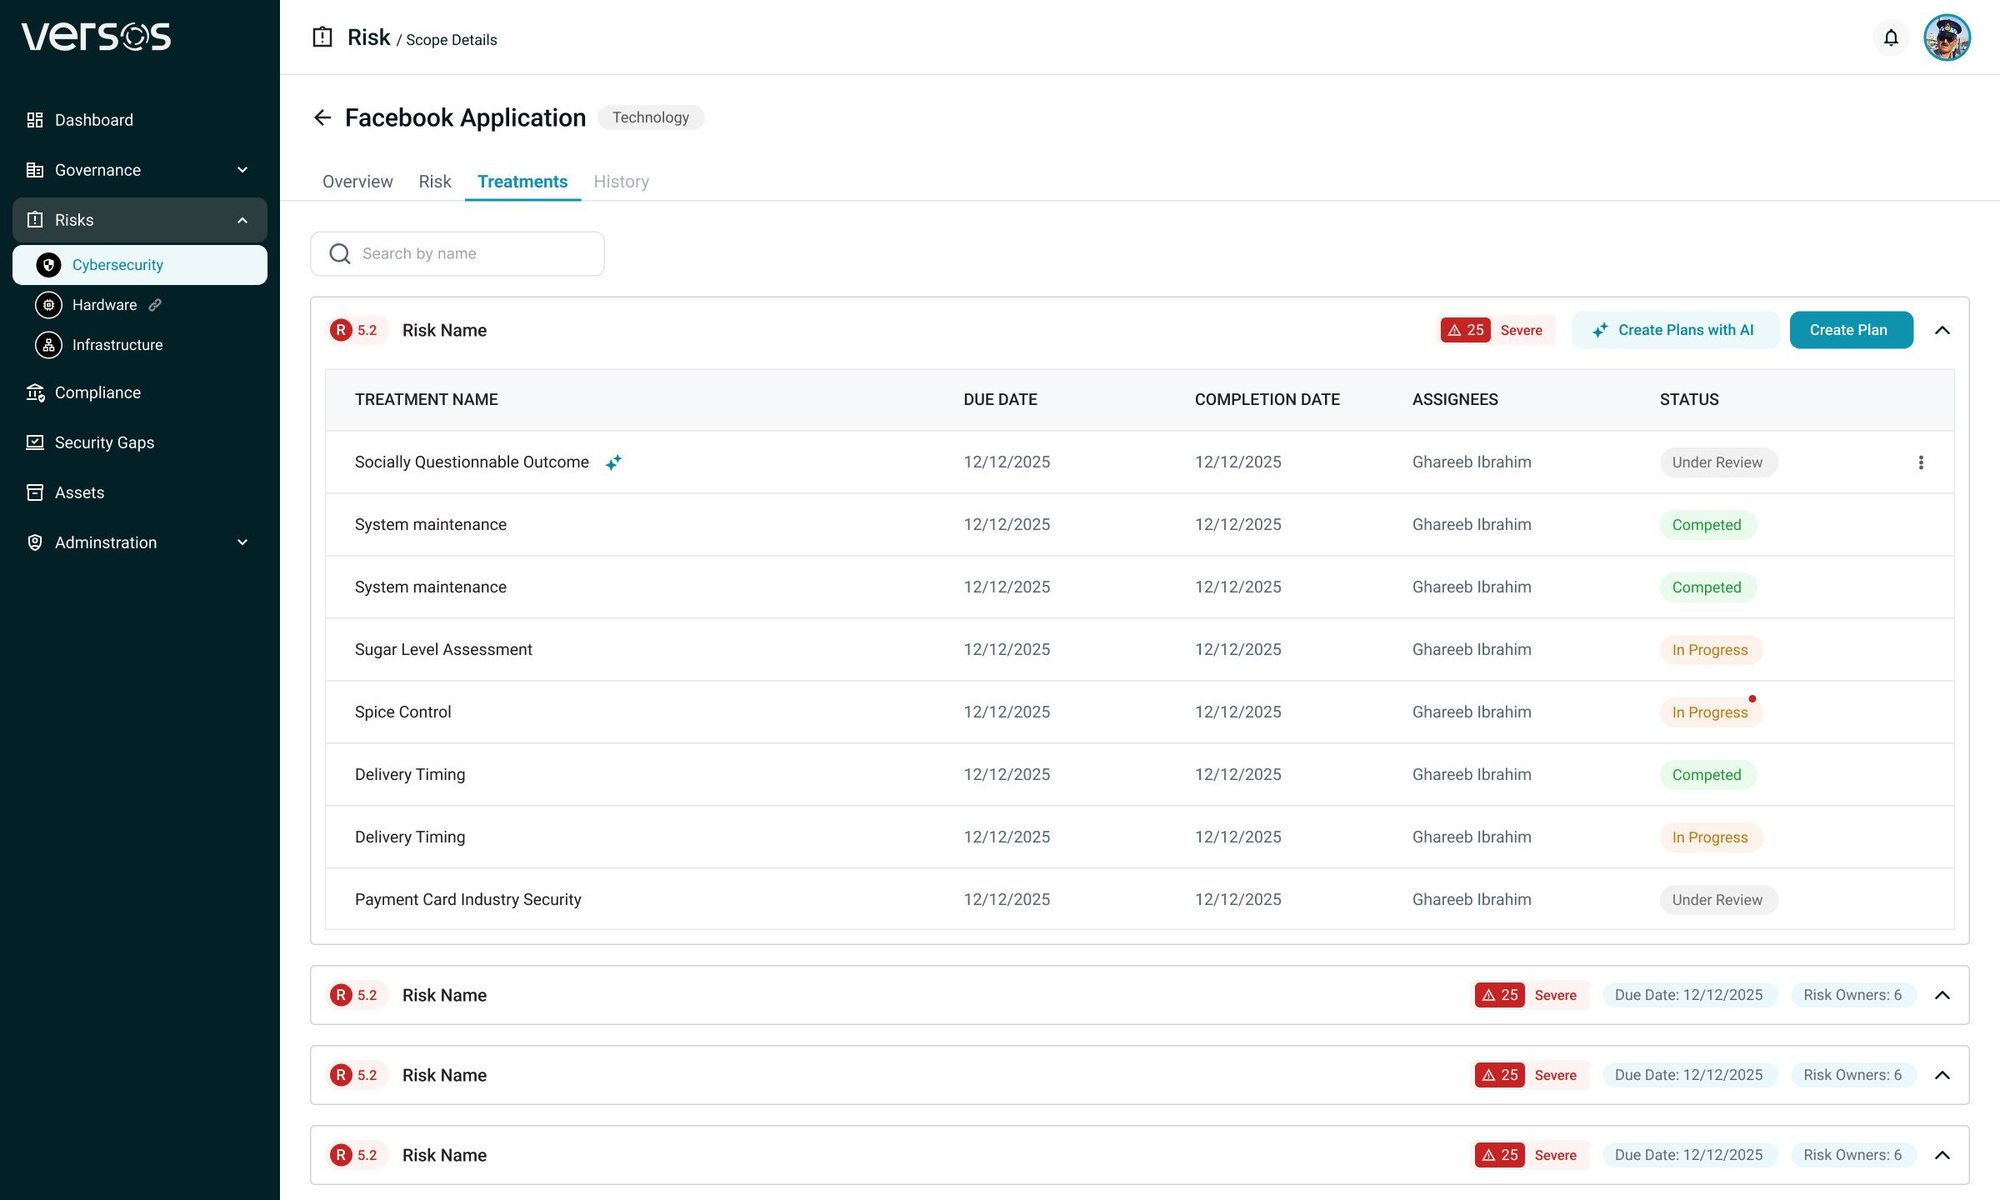 versos
Risk / Scope Details
Dashboard
Governance
Risks
Cybersecurity
Hardware
Infrastructure
Compliance
Security Gaps
Assets
Adminstration
Facebook Application Technology
Overview Risk Treatments History
Search by name
R 5.2 Risk Name 25 Severe Create Plans with AI Create Plan
TREATMENT NAME DUE DATE COMPLETION DATE ASSIGNEES STATUS
Socially Questionnable Outcome 12/12/2025 12/12/2025 Ghareeb Ibrahim Under Review
System maintenance 12/12/2025 12/12/2025 Ghareeb Ibrahim Competed
System maintenance 12/12/2025 12/12/2025 Ghareeb Ibrahim Competed
Sugar Level Assessment 12/12/2025 12/12/2025 Ghareeb Ibrahim In Progress
Spice Control 12/12/2025 12/12/2025 Ghareeb Ibrahim In Progress
Delivery Timing 12/12/2025 12/12/2025 Ghareeb Ibrahim Competed
Delivery Timing 12/12/2025 12/12/2025 Ghareeb Ibrahim In Progress
Payment Card Industry Security 12/12/2025 12/12/2025 Ghareeb Ibrahim Under Review
R 5.2 Risk Name 25 Severe Due Date: 12/12/2025 Risk Owners: 6
R 5.2 Risk Name 25 Severe Due Date: 12/12/2025 Risk Owners: 6
R 5.2 Risk Name 25 Severe Due Date: 12/12/2025 Risk Owners: 6